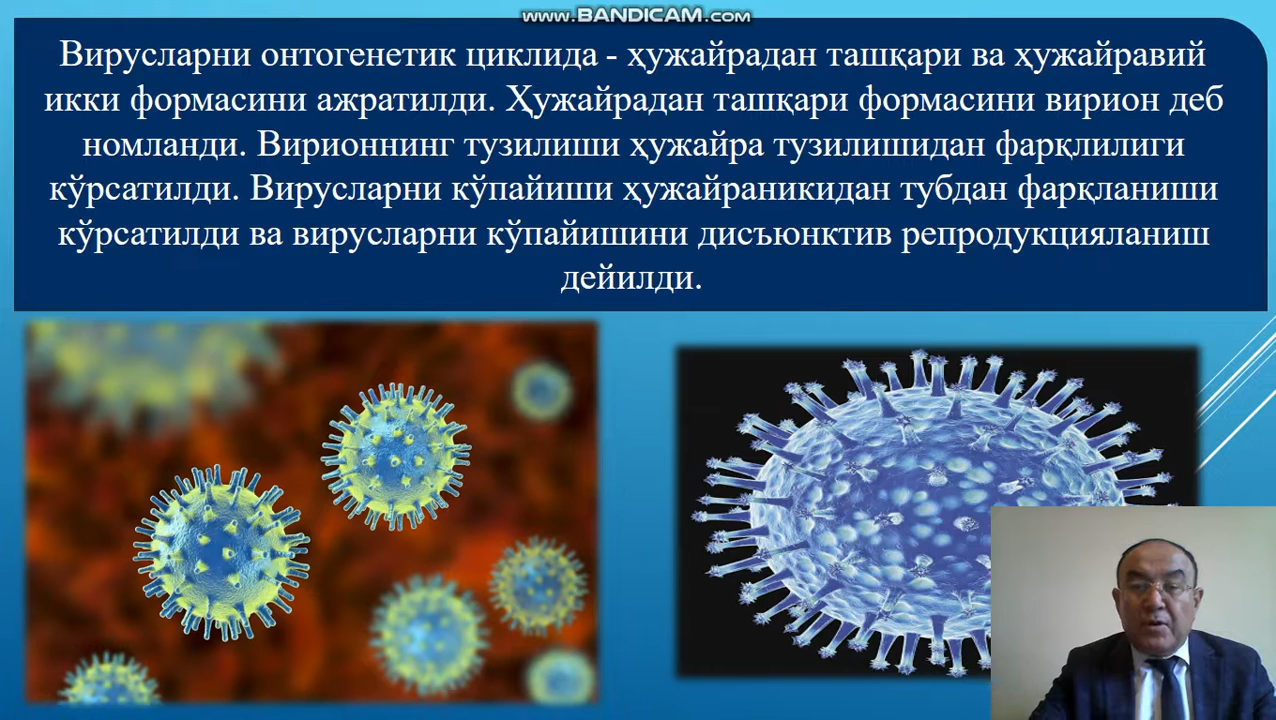 www.BANDICAM.com
Вирусларни онтогенетик циклида - ҳужайрадан ташқари ва ҳужайравий
икки формасини ажратилди. Ҳужайрадан ташқари формасини вирион деб
номланди. Вирионнинг тузилиши ҳужайра тузилишидан фарқлилиги
кўрсатилди. Вирусларни кўпайиши ҳужайраникидан тубдан фарқланиши
кўрсатилди ва вирусларни кўпайишини дисъюнктив репродукцияланиш
дейилди.